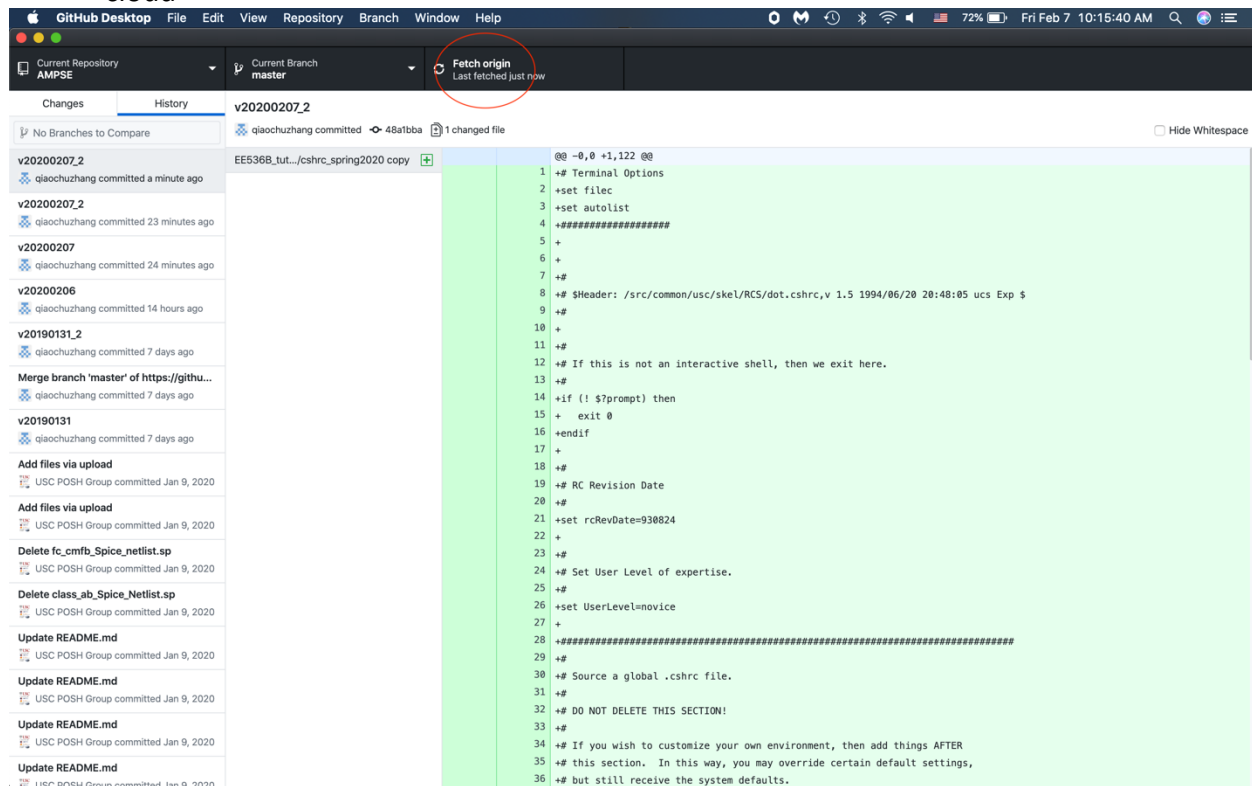 cloud
GitHub Desktop File Edit View Repository Branch Window Help 72% Fri Feb 7 10:15:40 AM
Current Repository
AMPSE
Current Branch
master
Fetch origin
Last fetched just now
Changes History
No Branches to Compare
v20200207_2
qiaochuzhang committed a minute ago
v20200207_2
qiaochuzhang committed 23 minutes ago
v20200207
qiaochuzhang committed 24 minutes ago
v20200206
qiaochuzhang committed 14 hours ago
v20190131_2
qiaochuzhang committed 7 days ago
Merge branch 'master' of https://githu...
qiaochuzhang committed 7 days ago
v20190131
qiaochuzhang committed 7 days ago
Add files via upload
USC POSH Group committed Jan 9, 2020
Add files via upload
USC POSH Group committed Jan 9, 2020
Delete fc_cmfb_Spice_netlist.sp
USC POSH Group committed Jan 9, 2020
Delete class_ab_Spice_Netlist.sp
USC POSH Group committed Jan 9, 2020
Update README.md
USC POSH Group committed Jan 9, 2020
Update README.md
USC POSH Group committed Jan 9, 2020
Update README.md
USC POSH Group committed Jan 9, 2020
Update README.md
USC POSH Group committed Jan 9, 2020
v20200207_2
qiaochuzhang committed 48a1bba 1 changed file Hide Whitespace
EE536B_tut.../cshrc_spring2020 copy
@@ -0,0 +1,122 @@
1 +# Terminal Options
2 +set filec
3 +set autolist
4 +###################
5 +
6 +
7 +#
8 +# $Header: /src/common/usc/skel/RCS/dot.cshrc,v 1.5 1994/06/20 20:48:05 ucs Exp $
9 +#
10 +
11 +#
12 +# If this is not an interactive shell, then we exit here.
13 +#
14 +if (! $?prompt) then
15 + exit 0
16 +endif
17 +
18 +#
19 +# RC Revision Date
20 +#
21 +set rcRevDate=930824
22 +
23 +#
24 +# Set User Level of expertise.
25 +#
26 +set UserLevel=novice
27 +
28 +###############################################################################
29 +#
30 +# Source a global .cshrc file.
31 +#
32 +# DO NOT DELETE THIS SECTION!
33 +#
34 +# If you wish to customize your own environment, then add things AFTER
35 +# this section. In this way, you may override certain default settings,
36 +# but still receive the system defaults.